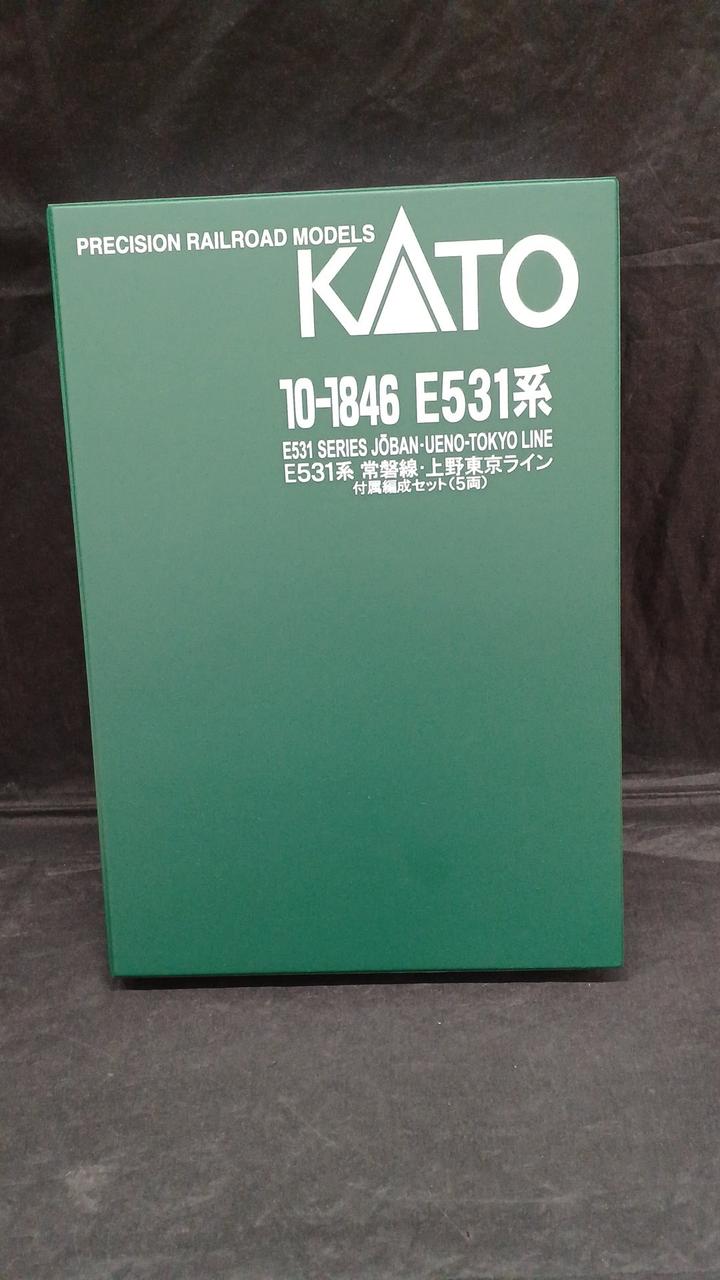 PRECISION RAILROAD MODELS
KATO
10-1846 E531系
E531 SERIES JŌBAN-UENO-TOKYO LINE
E531系 常磐線・上野東京ライン
付属編成セット(5両)